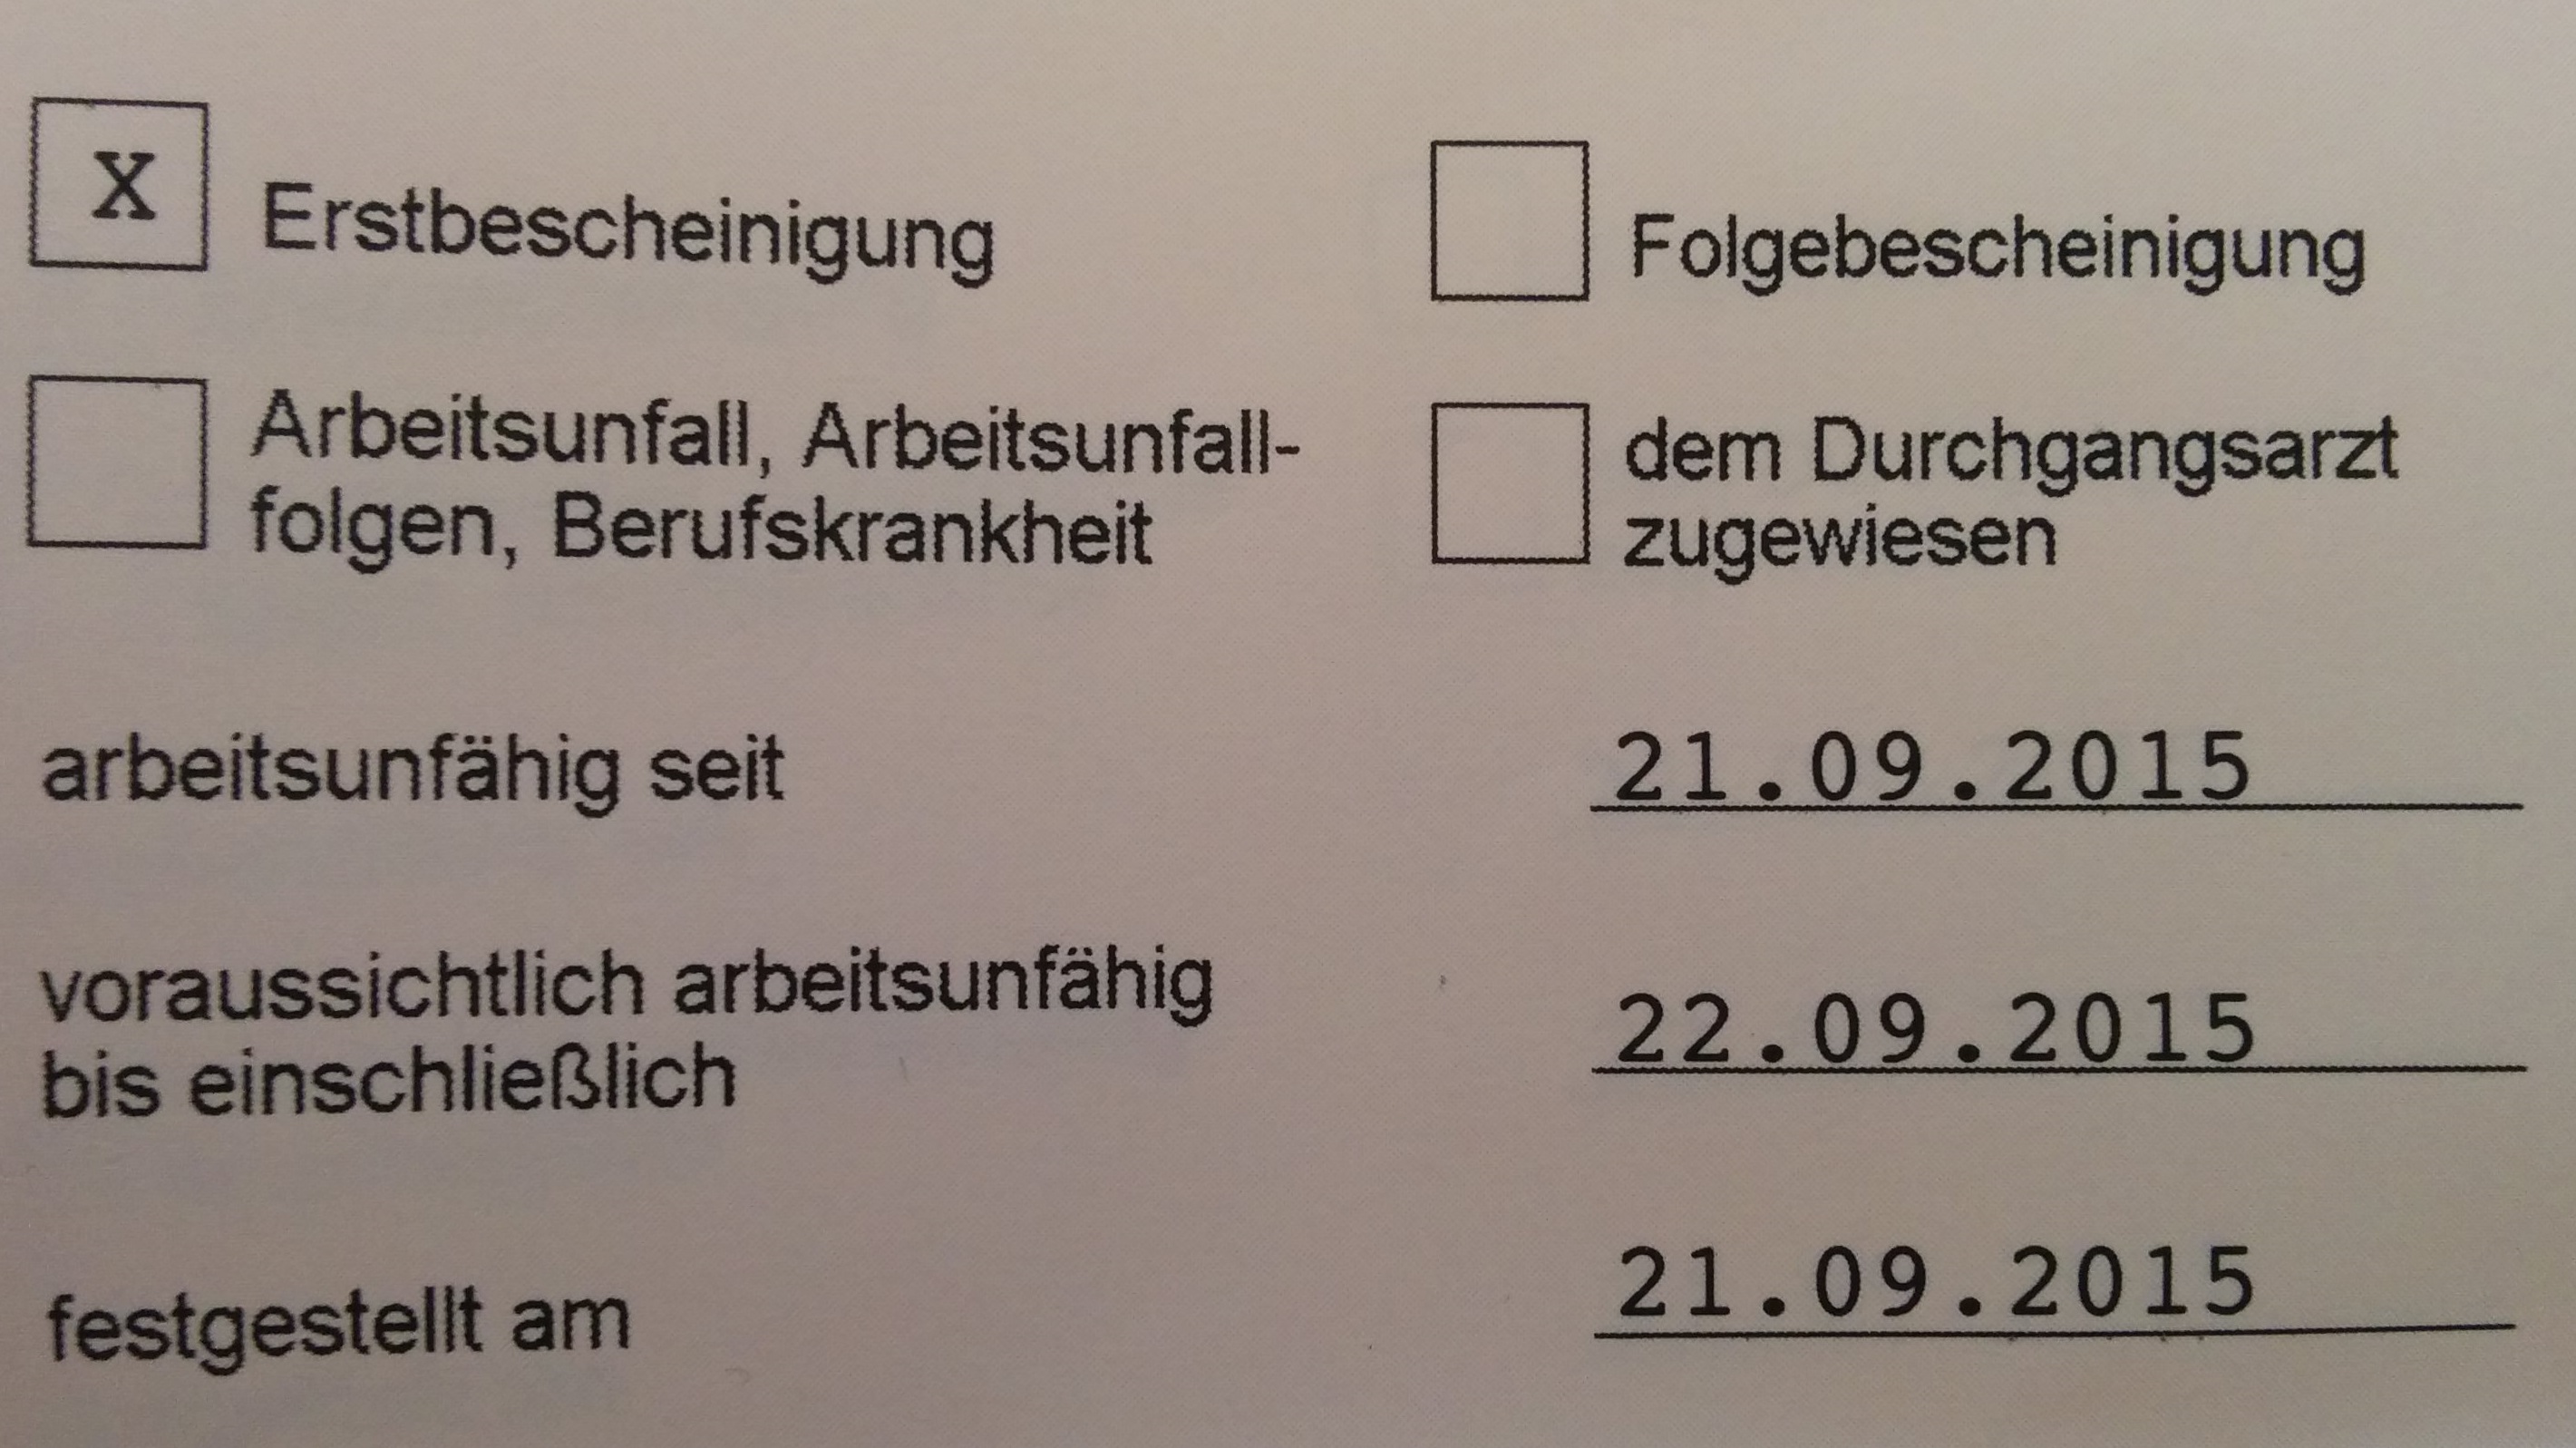 X Erstbescheinigung
Folgebescheinigung
Arbeitsunfall, Arbeitsunfall-
folgen, Berufskrankheit
dem Durchgangsarzt
zugewiesen
arbeitsunfähig seit 21.09.2015
voraussichtlich arbeitsunfähig
bis einschließlich 22.09.2015
festgestellt am 21.09.2015